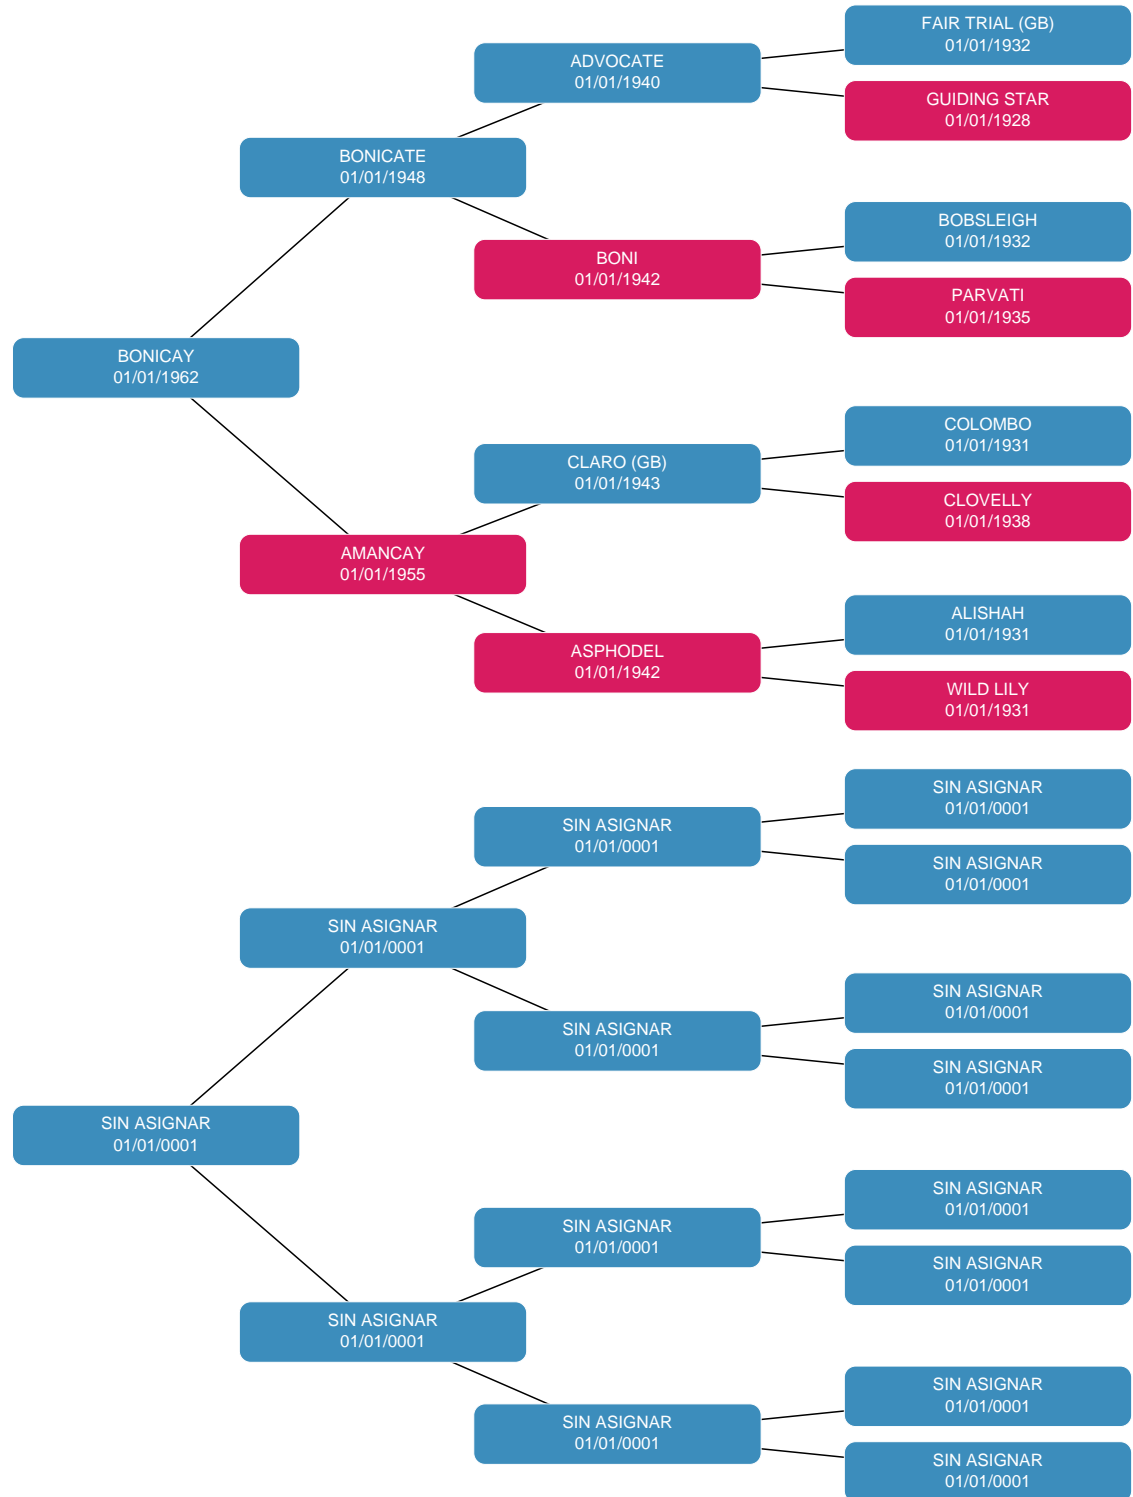 FAIR TRIAL (GB)
01/01/1932
ADVOCATE
01/01/1940
GUIDING STAR
01/01/1928
BONICATE
01/01/1948
BOBSLEIGH
01/01/1932
BONI
01/01/1942
PARVATI
01/01/1935
BONICAY
01/01/1962
COLOMBO
01/01/1931
CLARO (GB)
01/01/1943
CLOVELLY
01/01/1938
AMANCAY
01/01/1955
ALISHAH
01/01/1931
ASPHODEL
01/01/1942
WILD LILY
01/01/1931
SIN ASIGNAR
01/01/0001
SIN ASIGNAR
01/01/0001
SIN ASIGNAR
01/01/0001
SIN ASIGNAR
01/01/0001
SIN ASIGNAR
01/01/0001
SIN ASIGNAR
01/01/0001
SIN ASIGNAR
01/01/0001
SIN ASIGNAR
01/01/0001
SIN ASIGNAR
01/01/0001
SIN ASIGNAR
01/01/0001
SIN ASIGNAR
01/01/0001
SIN ASIGNAR
01/01/0001
SIN ASIGNAR
01/01/0001
SIN ASIGNAR
01/01/0001
SIN ASIGNAR
01/01/0001